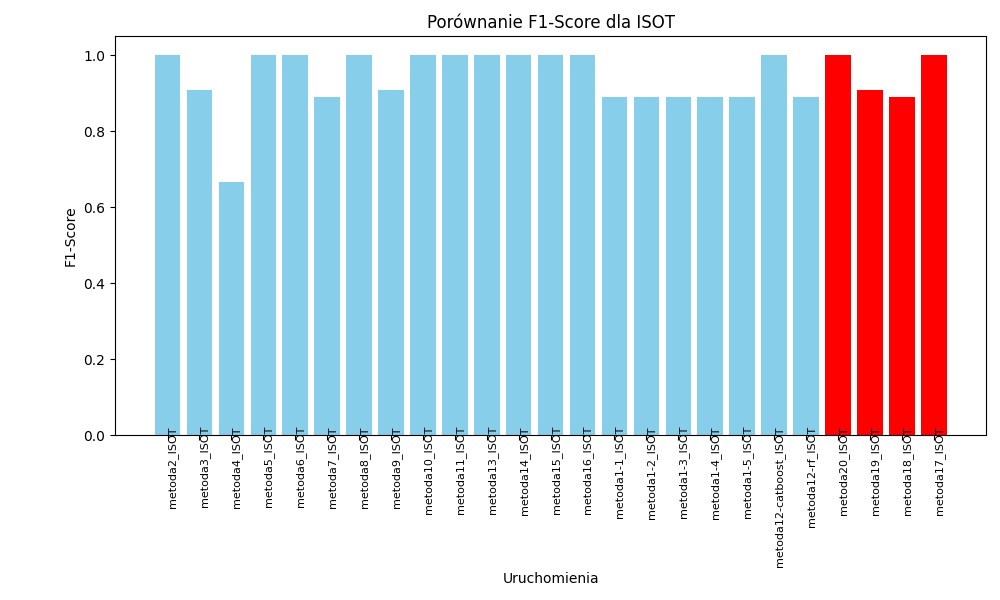 Porównanie F1-Score dla ISOT
F1-Score
1.0
0.8
0.6
0.4
0.2
0.0
metoda2_ISOT
metoda3_ISOT
metoda4_ISOT
metoda5_ISOT
metoda6_ISOT
metoda7_ISOT
metoda8_ISOT
metoda9_ISOT
metoda10_ISOT
metoda11_ISOT
metoda13_ISOT
metoda14_ISOT
metoda15_ISOT
metoda16_ISOT
metoda1-1_ISOT
metoda1-2_ISOT
metoda1-3_ISOT
metoda1-4_ISOT
metoda1-5_ISOT
metoda12-catboost_ISOT
metoda12-rf_ISOT
metoda20_ISOT
metoda19_ISOT
metoda18_ISOT
metoda17_ISOT
Uruchomienia